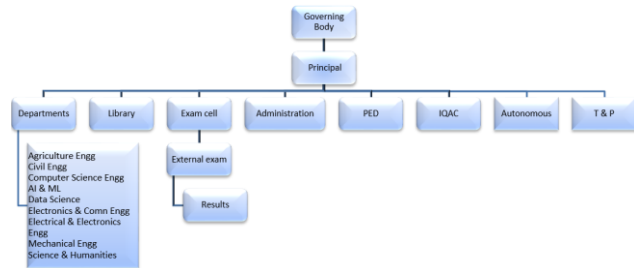 Governing
Body
Principal
Departments
Library
Exam cell
Administration
PED
IQAC
Autonomous
T & P
Agriculture Engg
Civil Engg
Computer Science Engg
AI & ML
Data Science
Electronics & Comn Engg
Electrical & Electronics
Engg
Mechanical Engg
Science & Humanities
External exam
Results